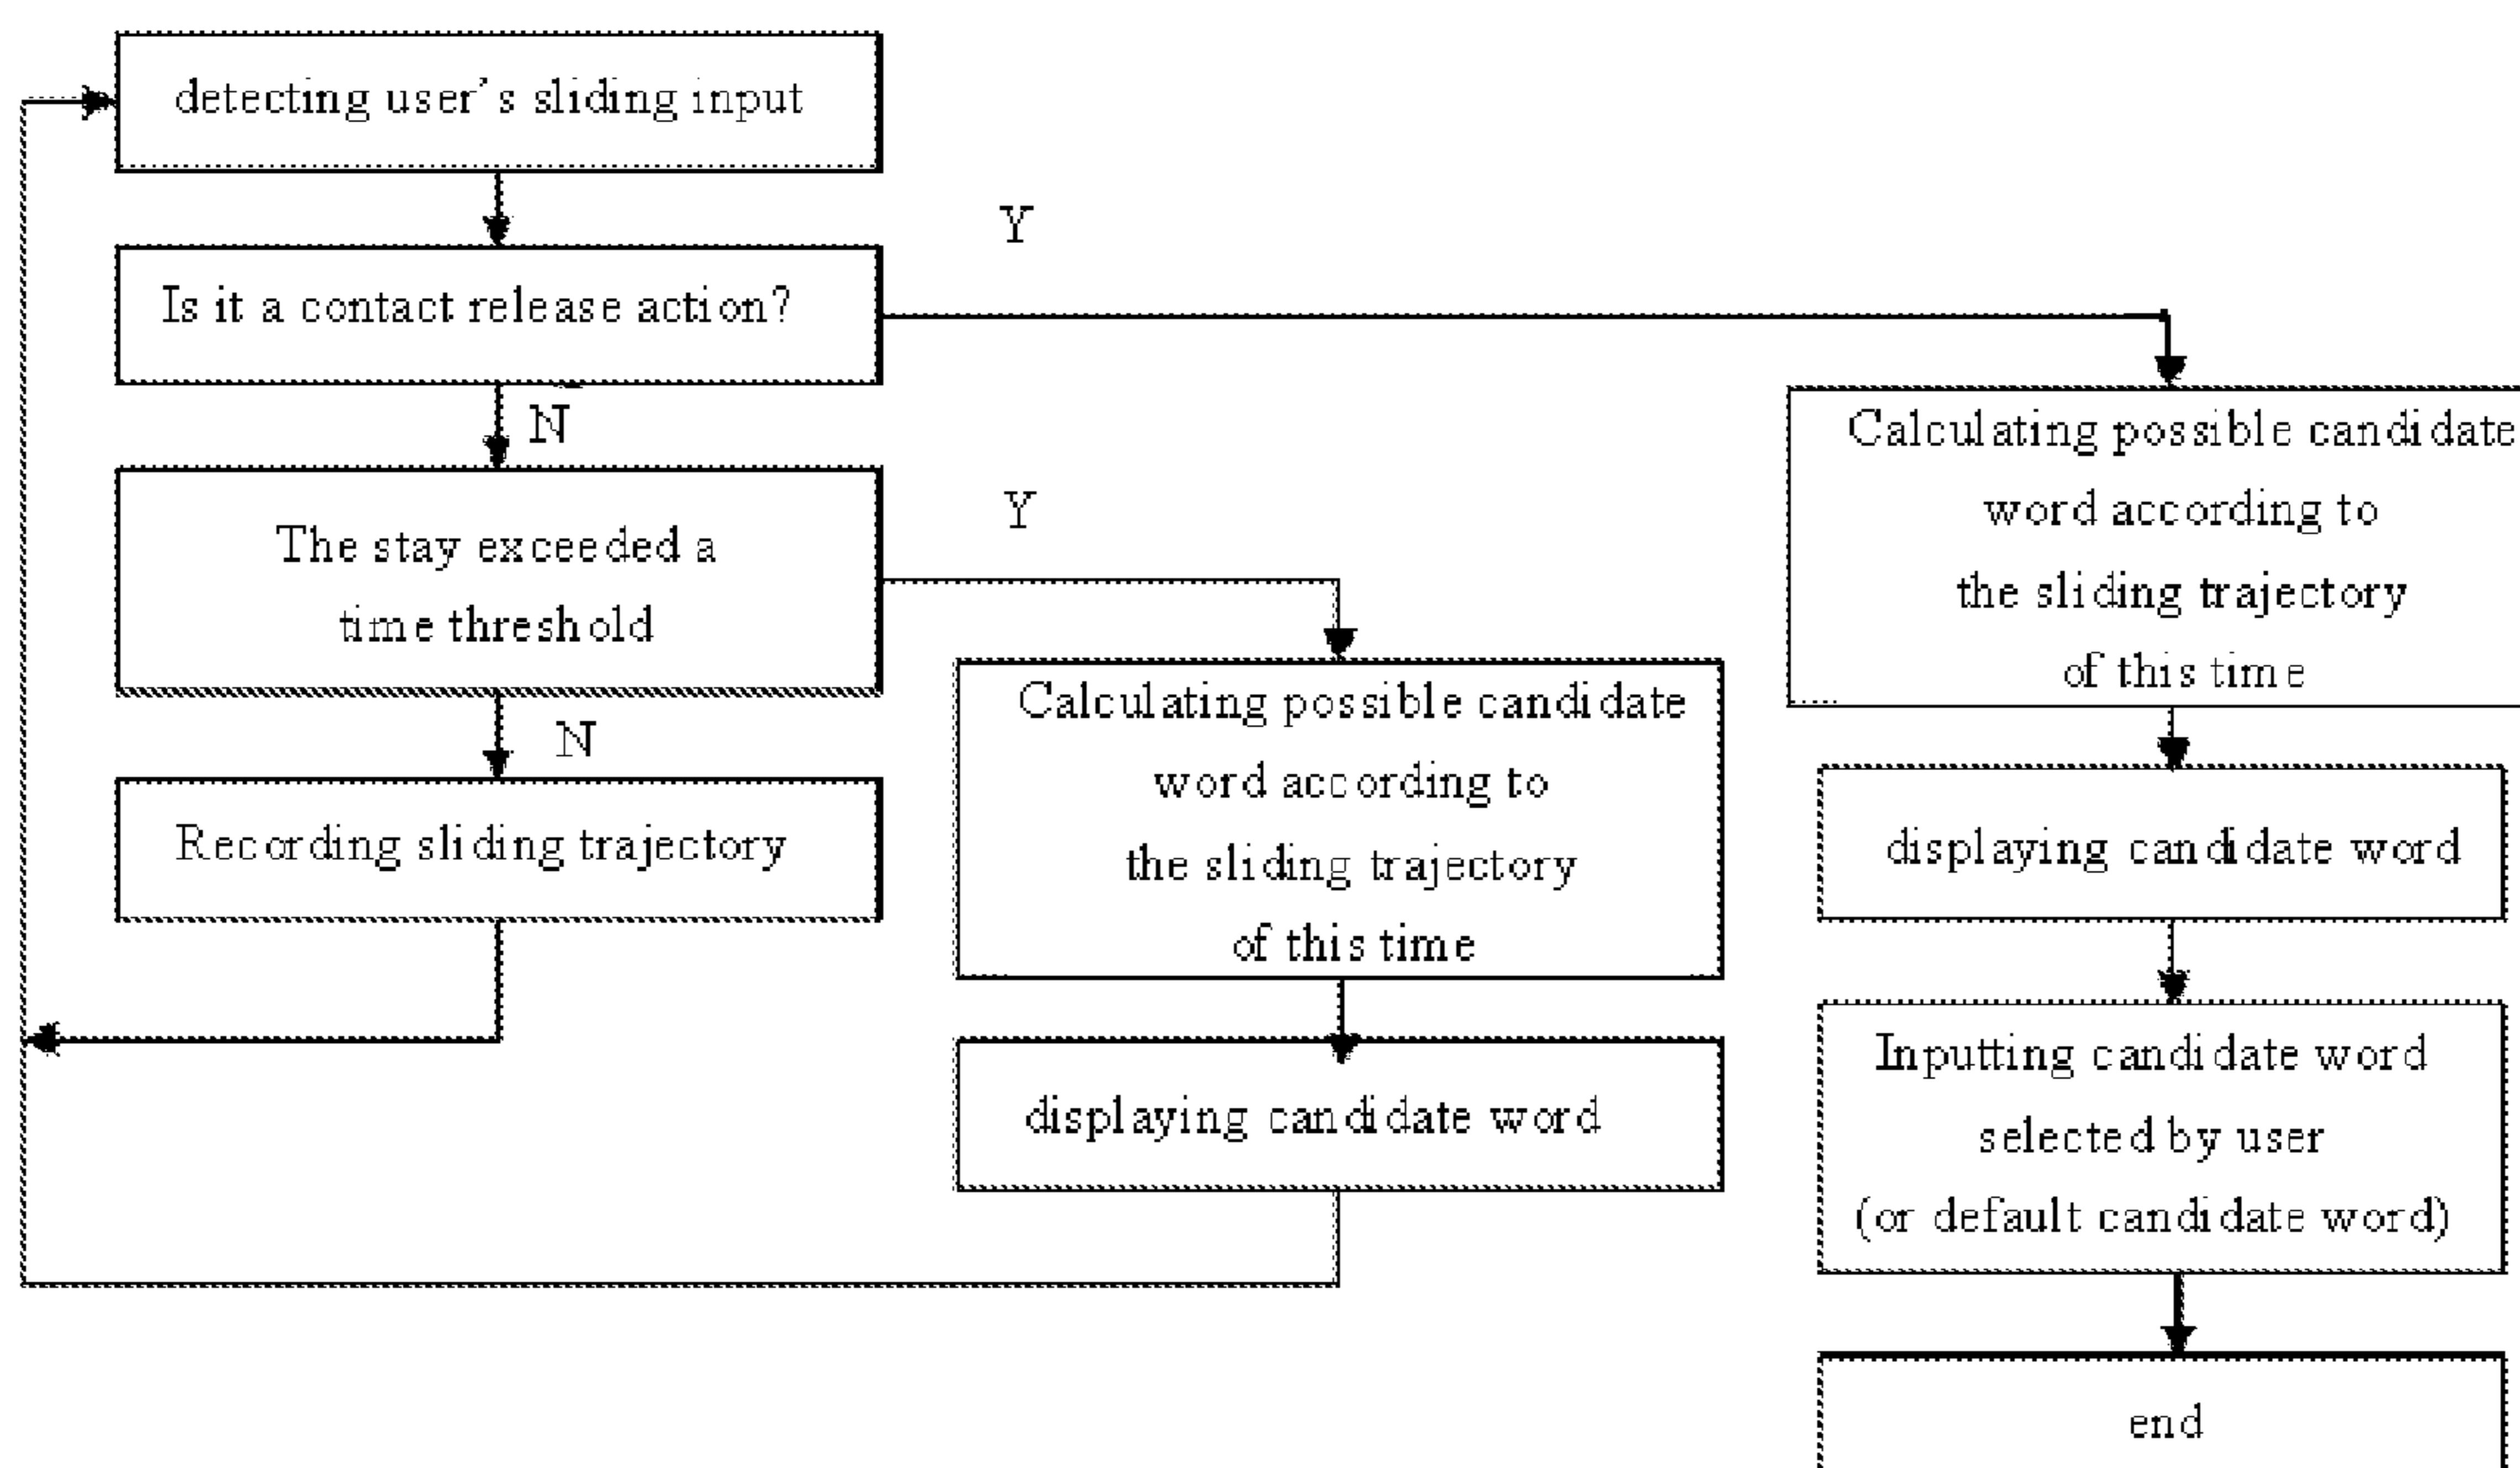 detecting user's sliding input
Y
Is it a contact release action?
N
Calculating possible candidate
word according to
the sliding trajectory
of this time
The stay exceeded a
time threshold
Y
N
Calculating possible candidate
word according to
the sliding trajectory
of this time
Recording sliding trajectory
displaying candidate word
displaying candidate word
Inputting candidate word
selected by user
(or default candidate word)
end